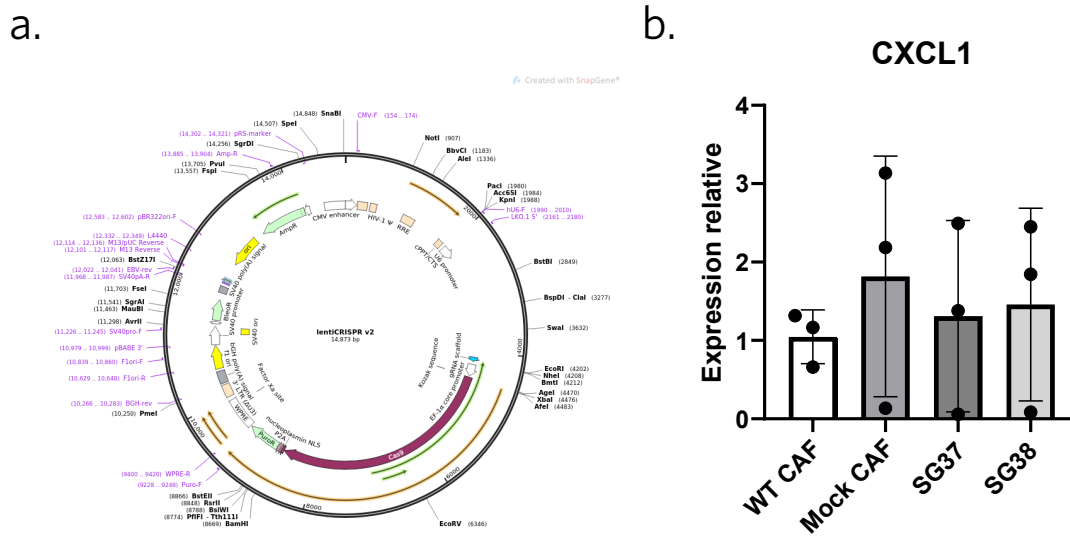 a.
Created with SnapGene®
(14,848) SnaBI
(14,507) SpeI
(14,302 .. 14,321) pRS-marker
(14,256) SgrDI
(13,885 .. 13,904) Amp-R
(13,705) PvuI
(13,557) FspI
(12,583 .. 12,602) pBR322ori-F
(12,332 .. 12,349) L4440
(12,114 .. 12,136) M13/pUC Reverse
(12,101 .. 12,117) M13 Reverse
(12,063) BstZ17I
(12,022 .. 12,041) EBV-rev
(11,968 .. 11,987) SV40pA-R
(11,703) FseI
(11,541) SgrAI
(11,463) MauBI
(11,298) AvrII
(11,226 .. 11,245) SV40pro-F
(10,979 .. 10,999) pBABE 3'
(10,839 .. 10,860) F1ori-F
(10,629 .. 10,648) F1ori-R
(10,266 .. 10,283) BGH-rev
(10,250) PmeI
(9400 .. 9420) WPRE-R
(9228 .. 9248) Puro-F
(8866) BstEII
(8848) RsrII
(8788) BsiWI
(8774) PflFI - Tth111I
(8669) BamHI
CMV-F (154 .. 174)
NotI (907)
BbvCI (1183)
AleI (1336)
PacI (1980)
Acc65I (1984)
KpnI (1988)
hU6-F (1990 .. 2010)
LKO.1 5' (2161 .. 2180)
BstBI (2849)
BspDI - ClaI (3277)
SwaI (3632)
EcoRI (4202)
NheI (4208)
BmtI (4212)
AgeI (4470)
XbaI (4476)
AfeI (4483)
EcoRV (6346)
2000
4000
6000
8000
10,000
12,000
14,000
CMV enhancer
HIV-1 Ψ
RRE
cPPT/CTS
U6 promoter
gRNA scaffold
EF-1α core promoter
Kozak sequence
Cas9
nucleoplasmin NLS
P2A
PuroR
WPRE
Factor Xa site
3' LTR (ΔU3)
bGH poly(A) signal
f1 ori
SV40 ori
SV40 promoter
BleoR
SV40 poly(A) signal
ori
AmpR
lentiCRISPR v2
14,873 bp
b.
CXCL1
Expression relative
4
3
2
1
0
WT CAF
Mock CAF
SG37
SG38